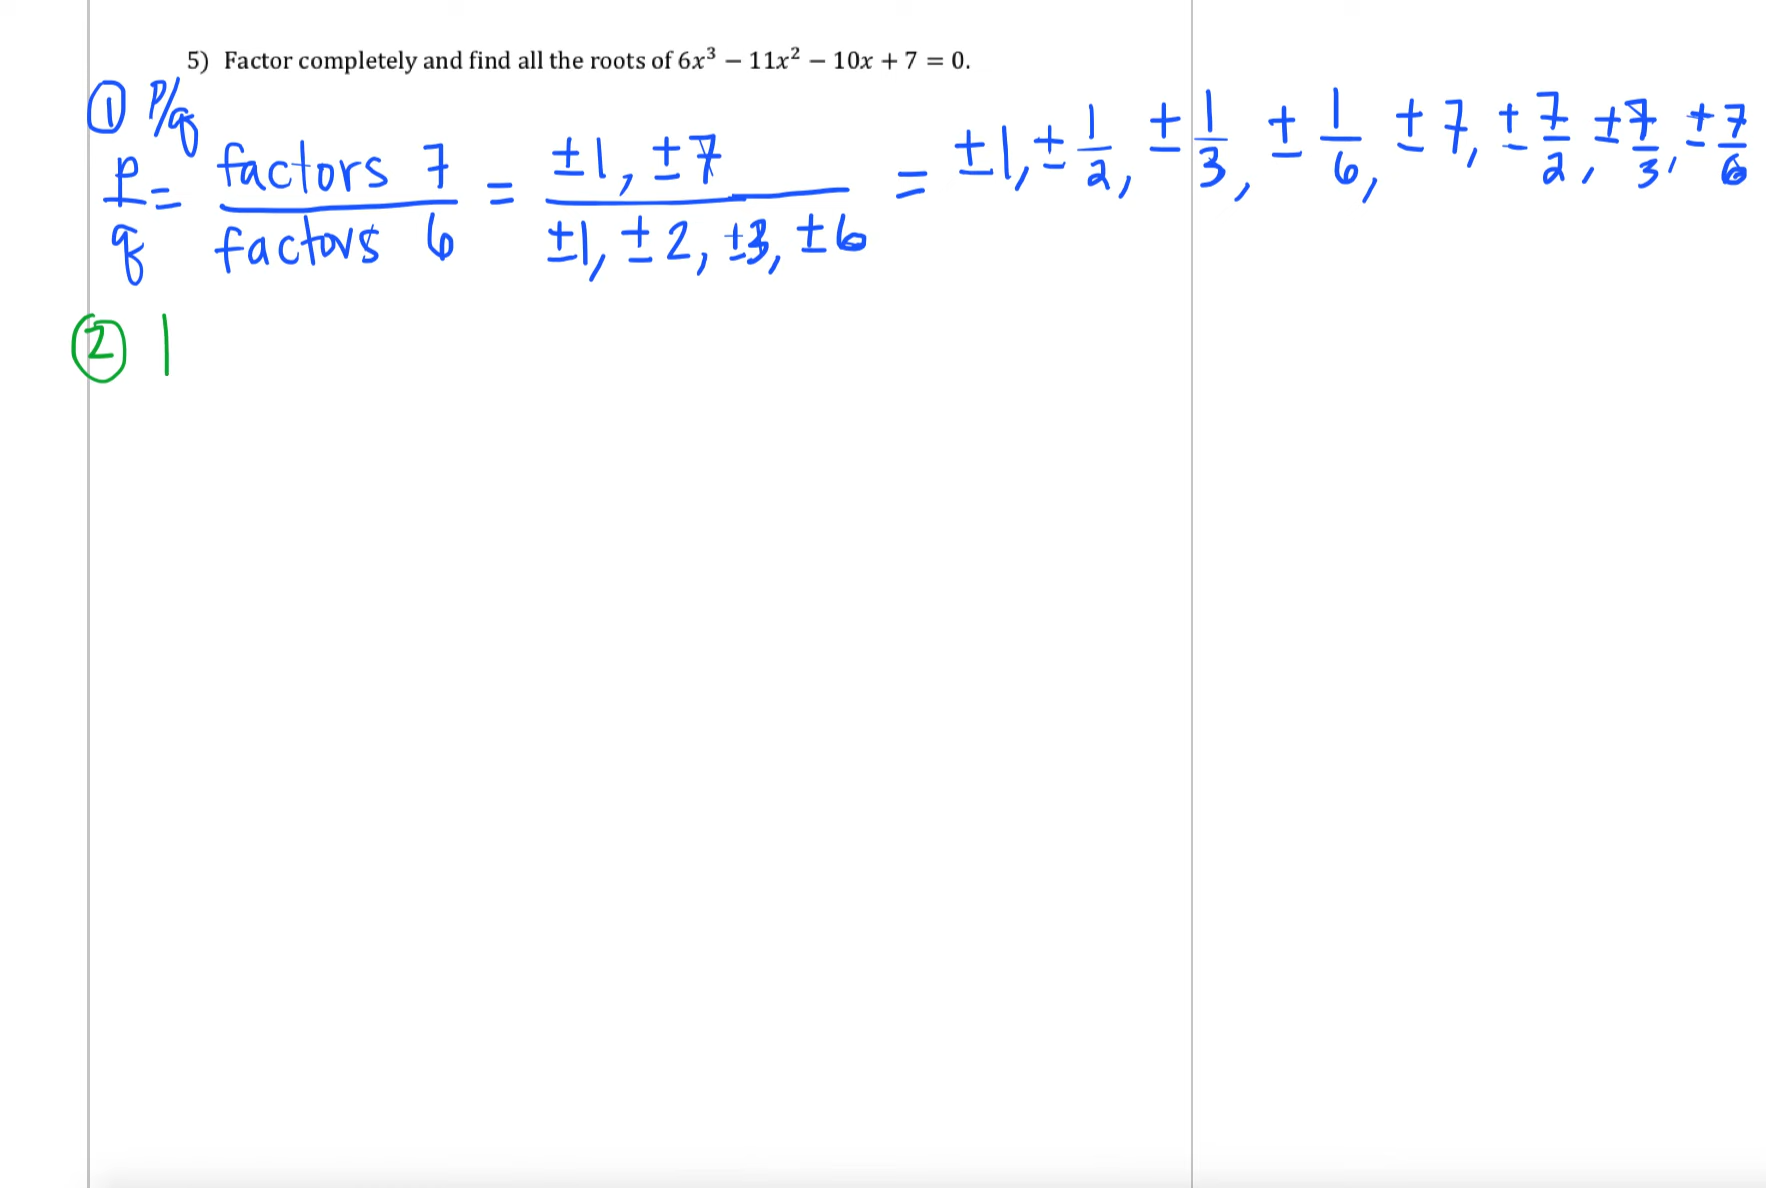 5) Factor completely and find all the roots of 6x³ − 11x² − 10x + 7 = 0.
① P/q
p/q = factors 7 / factors 6 = ±1, ±7 / ±1, ±2, ±3, ±6 = ±1, ±1/2, ±1/3, ±1/6, ±7, ±7/2, ±7/3, ±7/6
② |